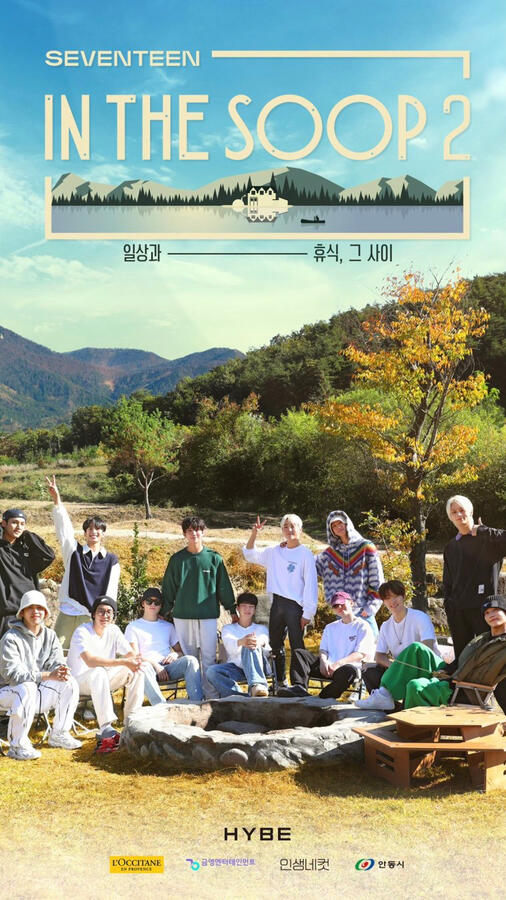 SEVENTEEN
IN THE SOOP 2
일상과 휴식, 그 사이
HYBE
L'OCCITANE
EN PROVENCE
금영엔터테인먼트
인생네컷
안동시